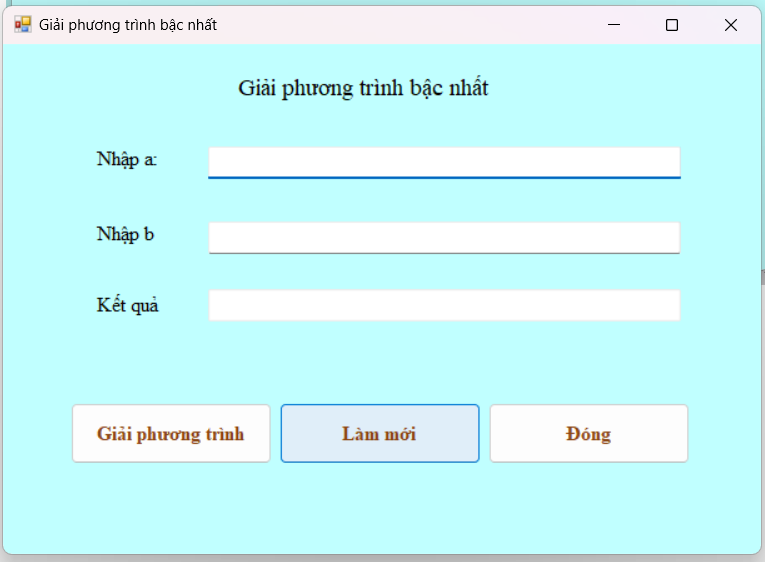 Giải phương trình bậc nhất
Giải phương trình bậc nhất
Nhập a:
Nhập b
Kết quả
Giải phương trình
Làm mới
Đóng